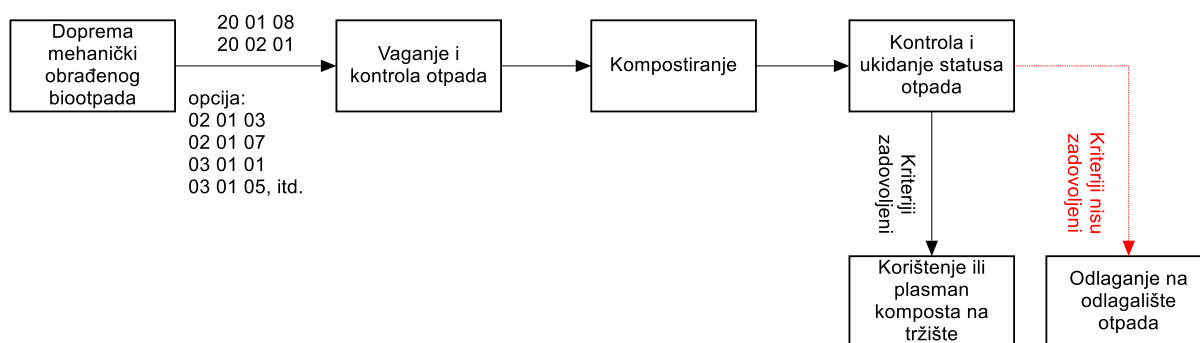 Doprema
mehanički
obrađenog
biootpada
20 01 08
20 02 01
opcija:
02 01 03
02 01 07
03 01 01
03 01 05, itd.
Vaganje i
kontrola otpada
Kompostiranje
Kontrola i
ukidanje statusa
otpada
Kriteriji
zadovoljeni
Kriteriji nisu
zadovoljeni
Korištenje ili
plasman
komposta na
tržište
Odlaganje na
odlagalište
otpada